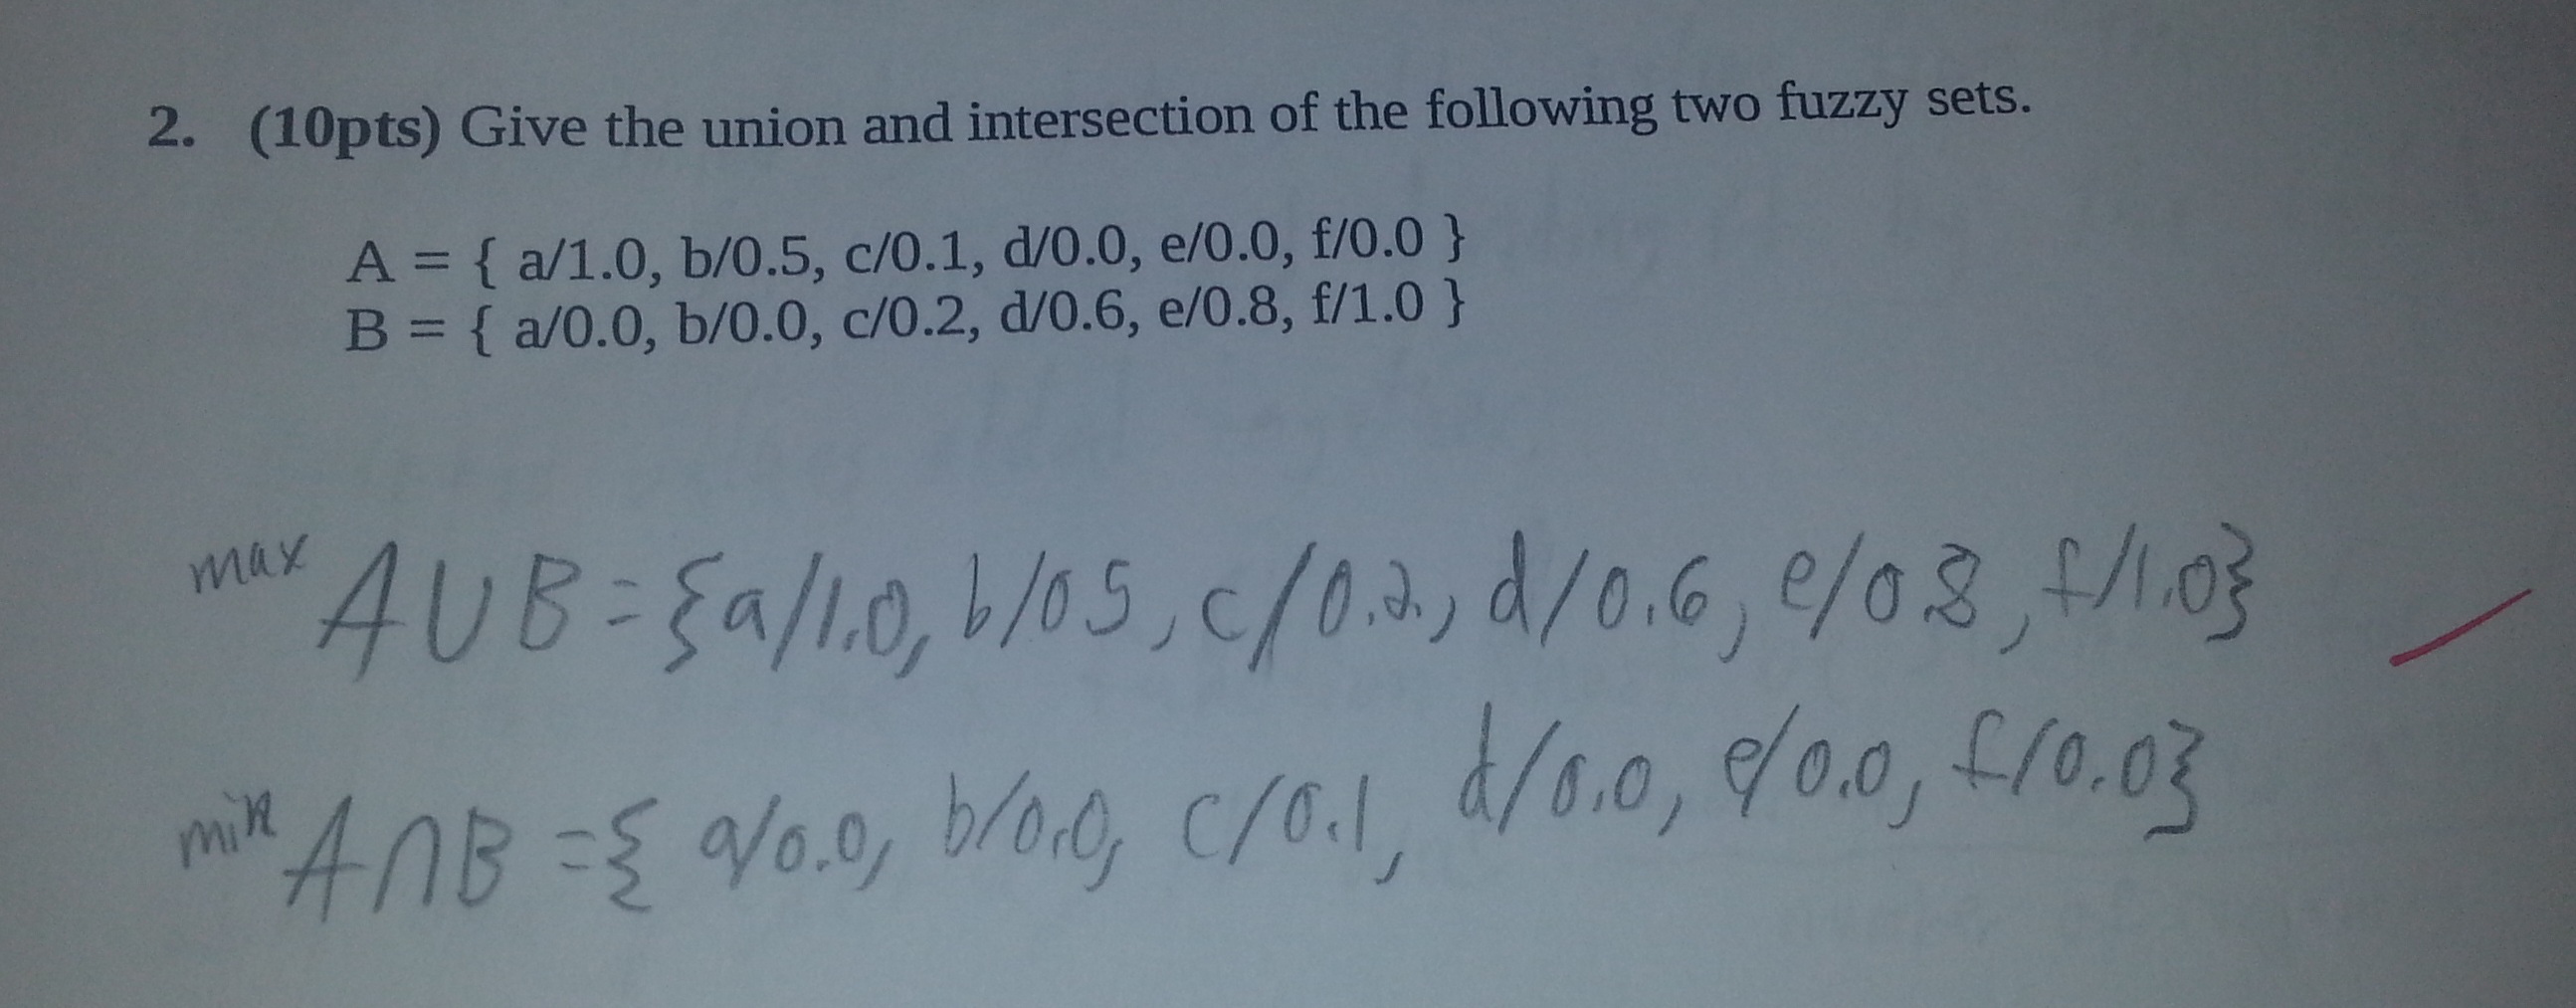 2. (10pts) Give the union and intersection of the following two fuzzy sets.
A = { a/1.0, b/0.5, c/0.1, d/0.0, e/0.0, f/0.0 }
B = { a/0.0, b/0.0, c/0.2, d/0.6, e/0.8, f/1.0 }
max A∪B={a/1.0, b/0.5, c/0.2, d/0.6, e/0.8, f/1.0}
min A∩B={ a/0.0, b/0.0, c/0.1, d/0.0, e/0.0, f/0.0}